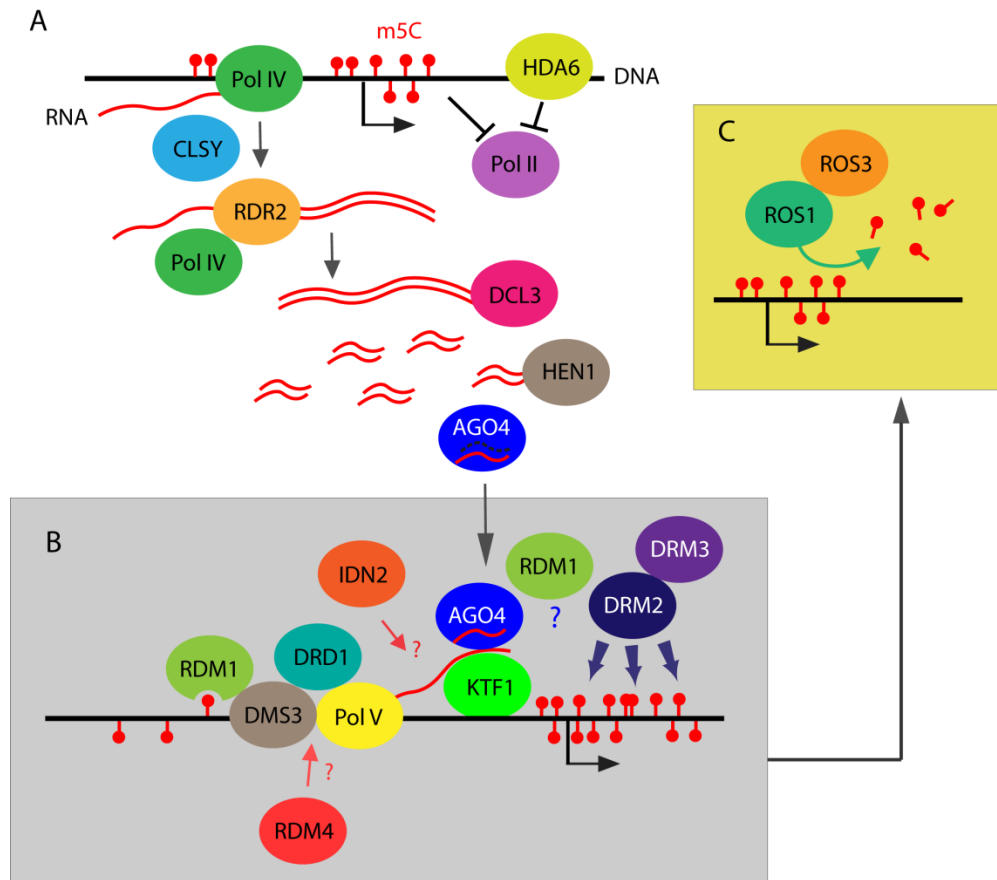 A
m5C
Pol IV
HDA6
DNA
RNA
CLSY
Pol II
RDR2
Pol IV
DCL3
HEN1
AGO4
C
ROS3
ROS1
B
IDN2
?
AGO4
RDM1
?
DRM3
DRM2
RDM1
DRD1
DMS3
Pol V
KTF1
?
RDM4